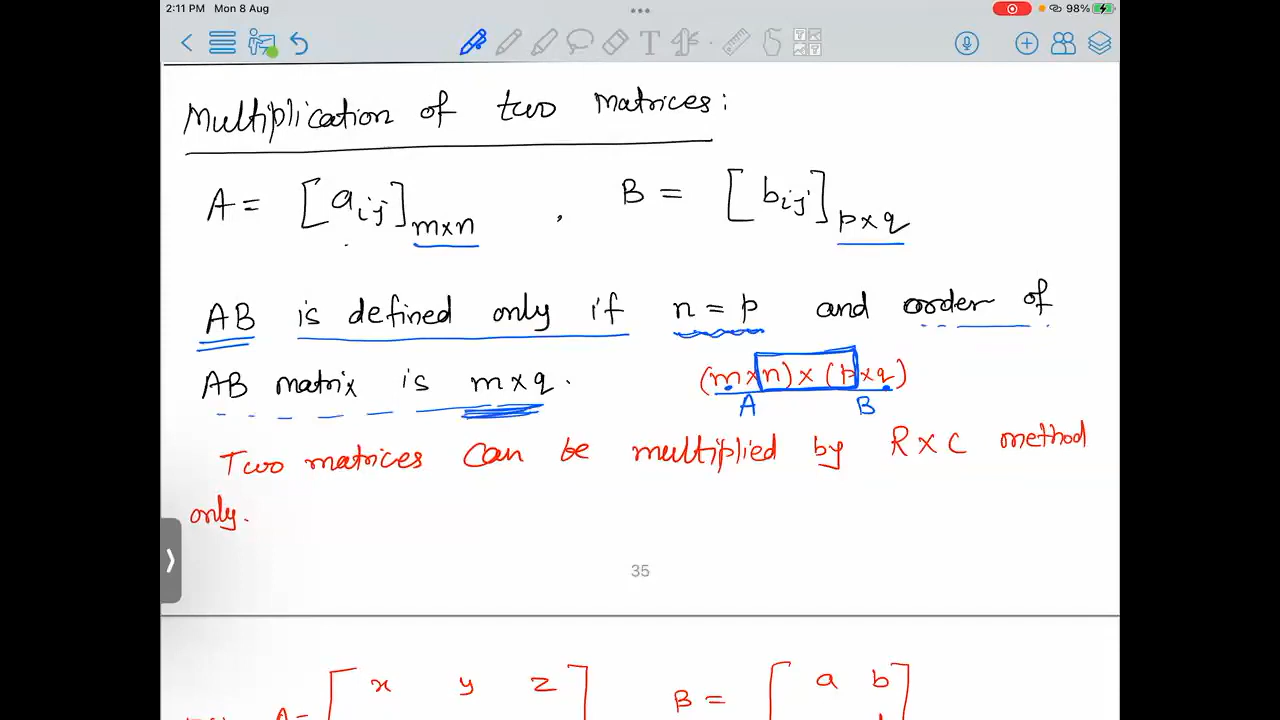 2:11 PM Mon 8 Aug
98%
T
Multiplication of two Matrices:
A = [aij]m×n , B = [bij]p×q
AB is defined only if n = p and order of
AB matrix is m×q. (m×n) × (p×q)
A B
Two matrices can be multiplied by R×C method
only.
35
x y z a b
A= B =